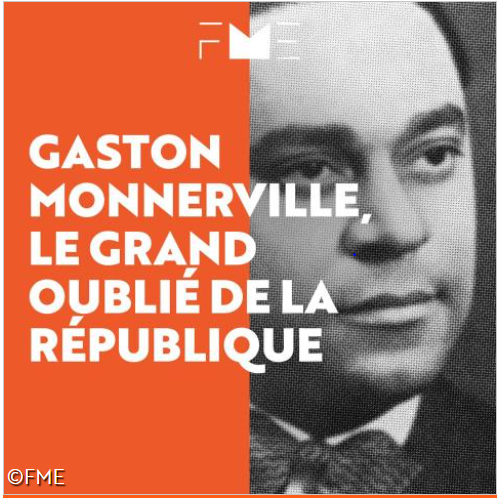 FME
GASTON
MONNERVILLE,
LE GRAND
OUBLIÉ DE LA
RÉPUBLIQUE
©FME